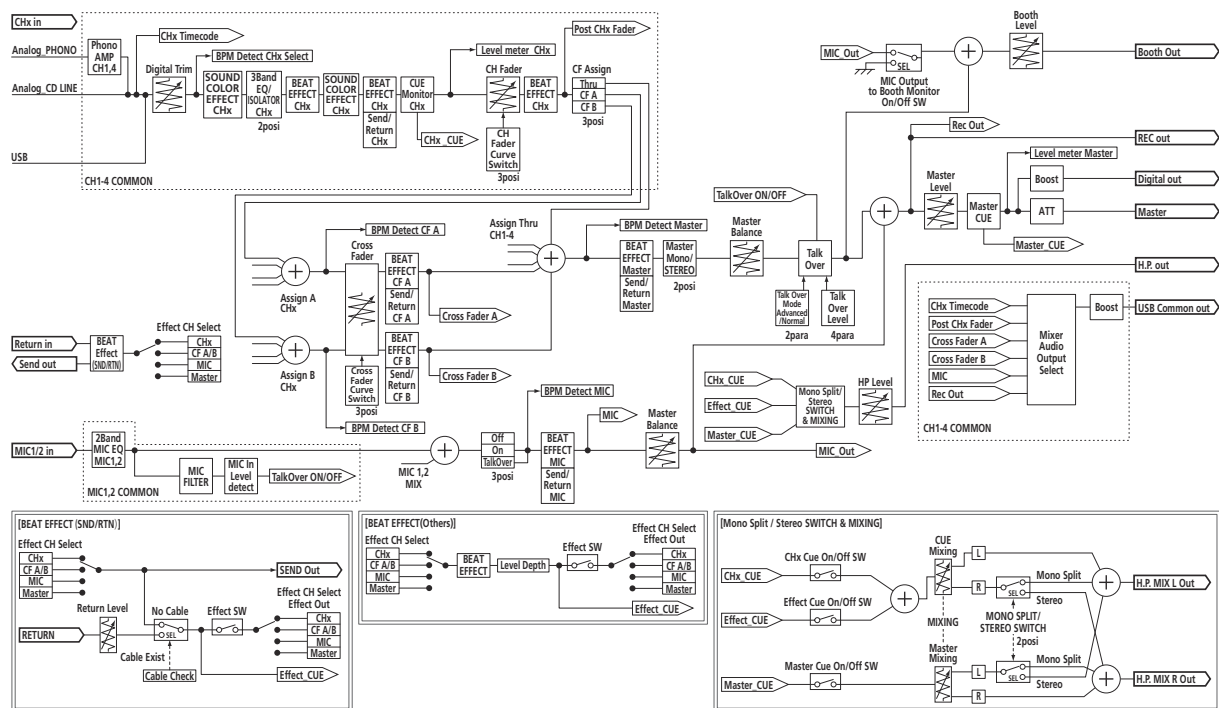 CHx in
Analog_PHONO
Phono
AMP
CH1,4
CHx Timecode
BPM Detect CHx Select
Digital Trim
Analog_CD LINE
SOUND
COLOR
EFFECT
CHx
3Band
EQ/
ISOLATOR
CHx
2posi
BEAT
EFFECT
CHx
SOUND
COLOR
EFFECT
CHx
BEAT
EFFECT
CHx
Send/
Return
CHx
CUE
Monitor
CHx
CHx_CUE
Level meter CHx
CH Fader
CH
Fader
Curve
Switch
3posi
BEAT
EFFECT
CHx
Post CHx Fader
CF Assign
Thru
CF A
CF B
3posi
USB
CH1-4 COMMON
MIC_Out
SEL
MIC Output
to Booth Monitor
On/Off SW
Booth
Level
Booth Out
Rec Out
REC out
Level meter Master
Master
Level
Master
CUE
Boost
Digital out
ATT
Master
Master_CUE
H.P. out
BPM Detect CF A
Assign A
CHx
Cross
Fader
BEAT
EFFECT
CF A
Send/
Return
CF A
Cross Fader A
Assign Thru
CH1-4
BPM Detect Master
BEAT
EFFECT
Master
Send/
Return
Master
Master
Mono/
STEREO
2posi
Master
Balance
TalkOver ON/OFF
Talk
Over
Talk Over
Mode
Advanced
/Normal
2para
Talk
Over
Level
4para
Return in
Send out
BEAT
Effect
(SND/RTN)
Effect CH Select
CHx
CF A/B
MIC
Master
Assign B
CHx
Cross
Fader
Curve
Switch
3posi
BEAT
EFFECT
CF B
Send/
Return
CF B
Cross Fader B
BPM Detect CF B
CHx Timecode
Post CHx Fader
Cross Fader A
Cross Fader B
MIC
Rec Out
Mixer
Audio
Output
Select
Boost
USB Common out
CH1-4 COMMON
CHx_CUE
Effect_CUE
Master_CUE
Mono Split/
Stereo
SWITCH
& MIXING
HP Level
MIC1/2 in
2Band
MIC EQ
MIC1,2
MIC
FILTER
MIC In
Level
detect
TalkOver ON/OFF
MIC1,2 COMMON
MIC 1,2
MIX
Off
On
TalkOver
3posi
BPM Detect MIC
BEAT
EFFECT
MIC
Send/
Return
MIC
MIC
Master
Balance
MIC_Out
[BEAT EFFECT (SND/RTN)]
Effect CH Select
CHx
CF A/B
MIC
Master
SEND Out
Return Level
RETURN
No Cable
SEL
Cable Exist
Cable Check
Effect SW
Effect CH Select
Effect Out
CHx
CF A/B
MIC
Master
Effect_CUE
[BEAT EFFECT(Others)]
Effect CH Select
CHx
CF A/B
MIC
Master
BEAT
EFFECT
Level Depth
Effect SW
Effect CH Select
Effect Out
CHx
CF A/B
MIC
Master
Effect_CUE
[Mono Split / Stereo SWITCH & MIXING]
CHx_CUE
CHx Cue On/Off SW
Effect_CUE
Effect Cue On/Off SW
Master_CUE
Master Cue On/Off SW
CUE
Mixing
MIXING
Master
Mixing
L
R
SEL
Mono Split
Stereo
MONO SPLIT/
STEREO SWITCH
2posi
L
R
SEL
Mono Split
Stereo
H.P. MIX L Out
H.P. MIX R Out